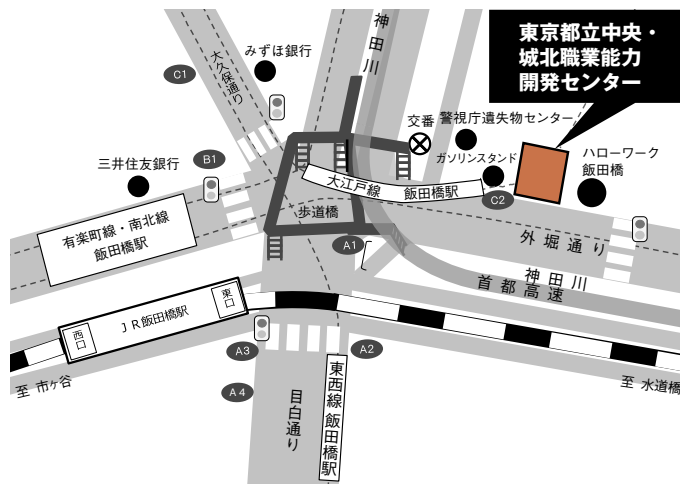 東京都立中央・
城北職業能力
開発センター
神田川
みずほ銀行
大久保通り
C1
交番
警視庁遺失物センター
ガソリンスタンド
ハローワーク
飯田橋
三井住友銀行
B1
大江戸線 飯田橋駅
C2
歩道橋
有楽町線・南北線
飯田橋駅
A1
外堀通り
神田川
首都高速
東口
JR飯田橋駅
西口
A3
A2
A4
至 市ヶ谷
至 水道橋
目白通り
東西線 飯田橋駅